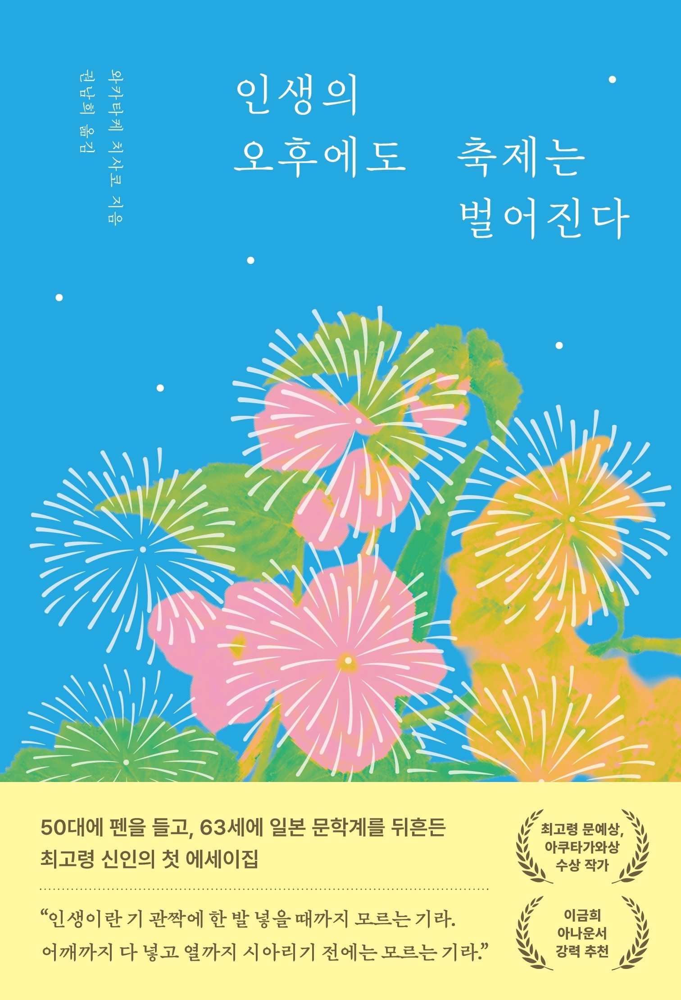 인생의
오후에도 축제는
벌어진다
와카타케 치사코 지음
권남희 옮김
50대에 펜을 들고, 63세에 일본 문학계를 뒤흔든
최고령 신인의 첫 에세이집
“인생이란 기 관짝에 한 발 넣을 때까지 모르는 기라.
어깨까지 다 넣고 열까지 시아리기 전에는 모르는 기라.”
최고령 문예상,
아쿠타가와상
수상 작가
이금희
아나운서
강력 추천